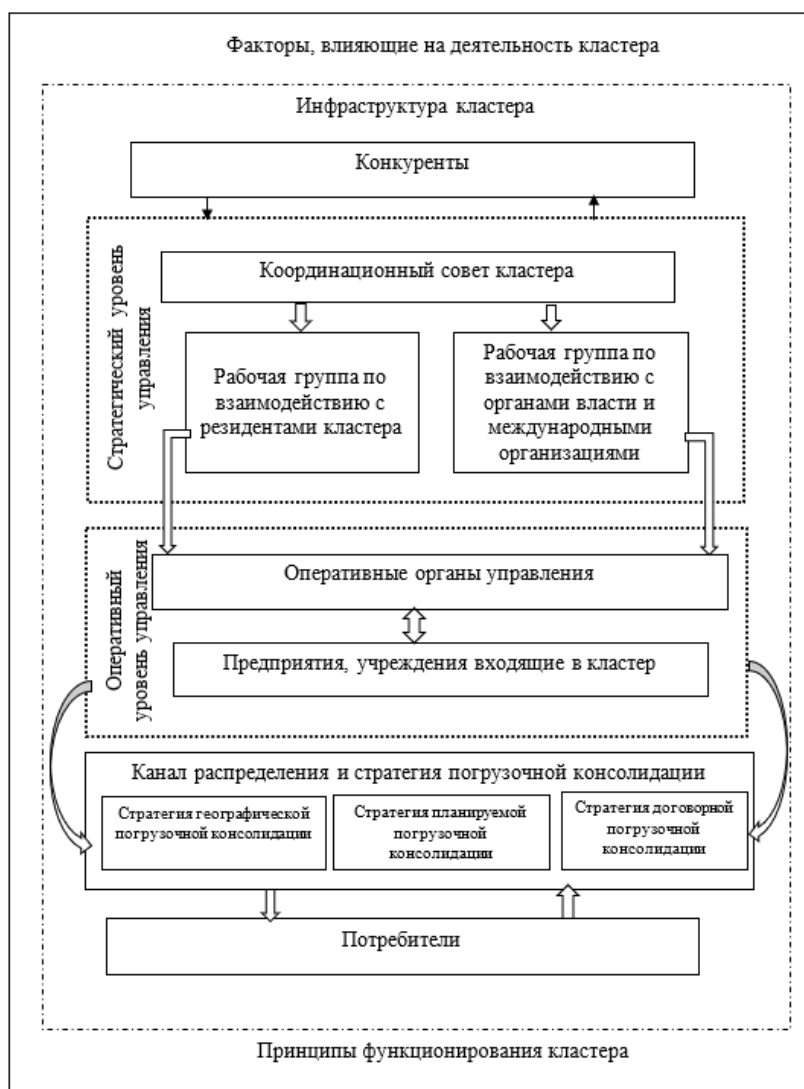 Факторы, влияющие на деятельность кластера
Инфраструктура кластера
Конкуренты
Стратегический уровень
управления
Координационный совет кластера
Рабочая группа по
взаимодействию с
резидентами кластера
Рабочая группа по
взаимодействию с
органами власти и
международными
организациями
Оперативный
уровень управления
Оперативные органы управления
Предприятия, учреждения входящие в кластер
Канал распределения и стратегия погрузочной консолидации
Стратегия географической
погрузочной консолидации
Стратегия планируемой
погрузочной
консолидации
Стратегия договорной
погрузочной
консолидации
Потребители
Принципы функционирования кластера